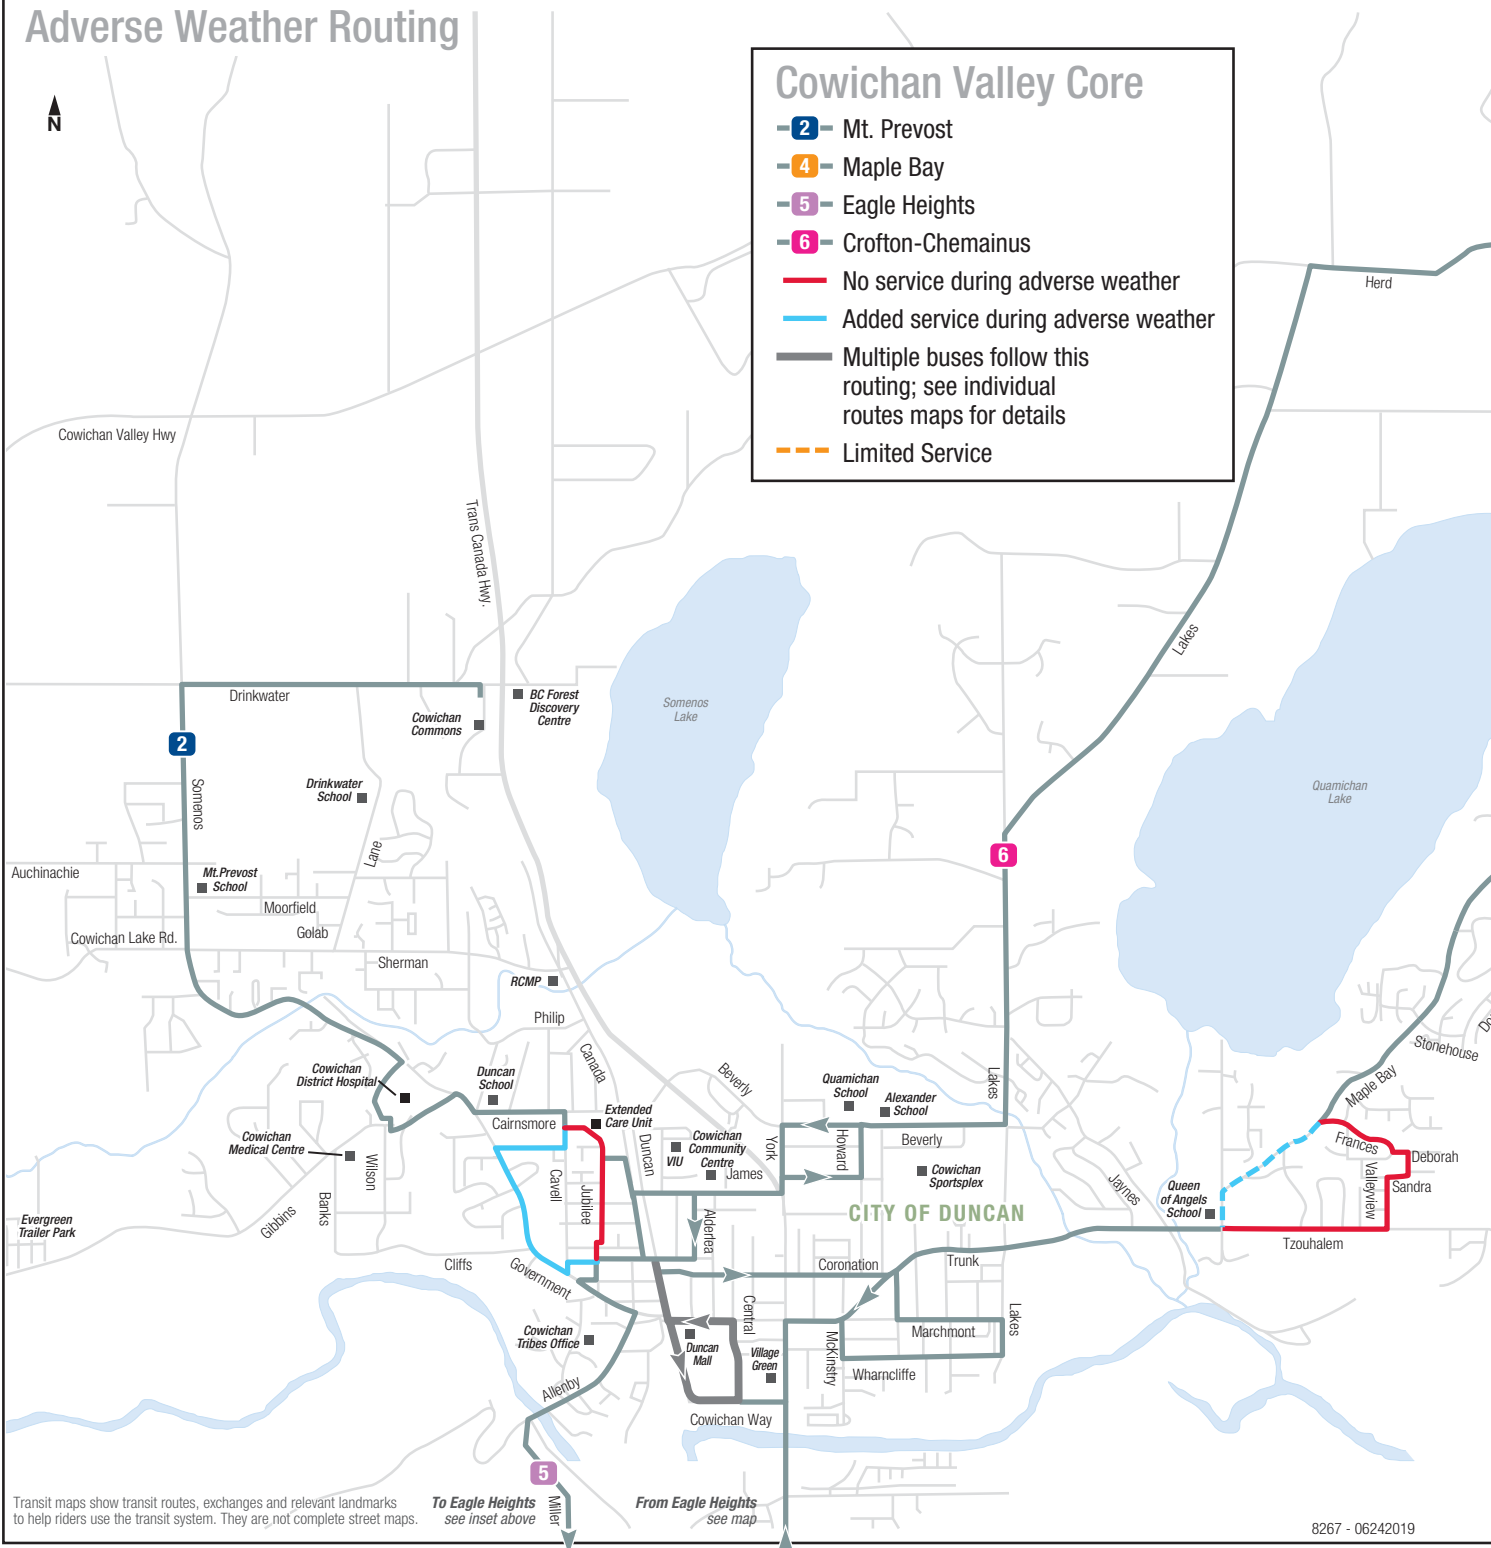 Adverse Weather Routing
N
Cowichan Valley Core
2 Mt. Prevost
4 Maple Bay
5 Eagle Heights
6 Crofton-Chemainus
No service during adverse weather
Added service during adverse weather
Multiple buses follow this
routing; see individual
routes maps for details
Limited Service
Herd
Cowichan Valley Hwy
Trans Canada Hwy.
Lakes
Drinkwater
BC Forest
Discovery
Centre
Cowichan
Commons
Somenos
Lake
2
Somenos
Drinkwater
School
Quamichan
Lake
Lane
6
Auchinachie
Mt.Prevost
School
Moorfield
Golab
Cowichan Lake Rd.
Sherman
RCMP
Philip
Canada
Stonehouse
Do
Maple Bay
Cowichan
District Hospital
Duncan
School
Beverly
Lakes
Quamichan
School
Alexander
School
Extended
Care Unit
Cairnsmore
Duncan
Cowichan
Community
Centre
VIU
James
York
Howard
Beverly
Cowichan
Sportsplex
Frances
Deborah
Sandra
Valleyview
Cowichan
Medical Centre
Wilson
Banks
Gibbins
Cavell
Jubilee
Jaynes
Queen
of Angels
School
CITY OF DUNCAN
Alderlea
Evergreen
Trailer Park
Tzouhalem
Cliffs
Government
Coronation
Trunk
Central
Lakes
Marchmont
McKinstry
Cowichan
Tribes Office
Duncan
Mall
Village
Green
Wharncliffe
Allenby
Cowichan Way
5
Miller
To Eagle Heights
see inset above
From Eagle Heights
see map
Transit maps show transit routes, exchanges and relevant landmarks
to help riders use the transit system. They are not complete street maps.
8267 - 06242019